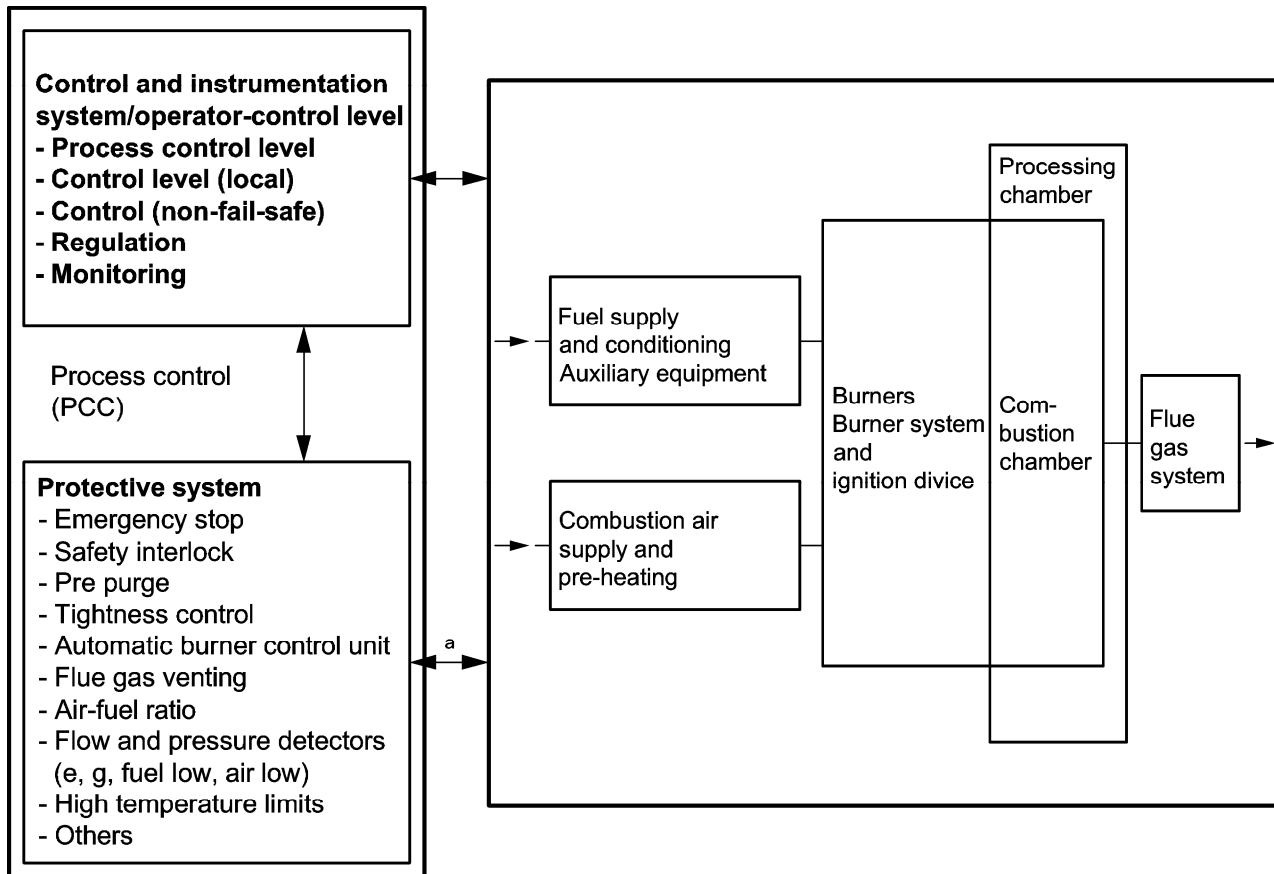 Control and instrumentation
system/operator-control level
- Process control level
- Control level (local)
- Control (non-fail-safe)
- Regulation
- Monitoring
Process control
(PCC)
Protective system
- Emergency stop
- Safety interlock
- Pre purge
- Tightness control
- Automatic burner control unit
- Flue gas venting
- Air-fuel ratio
- Flow and pressure detectors
(e, g, fuel low, air low)
- High temperature limits
- Others
a
Fuel supply
and conditioning
Auxiliary equipment
Combustion air
supply and
pre-heating
Burners
Burner system
and
ignition divice
Processing
chamber
Com-
bustion
chamber
Flue
gas
system